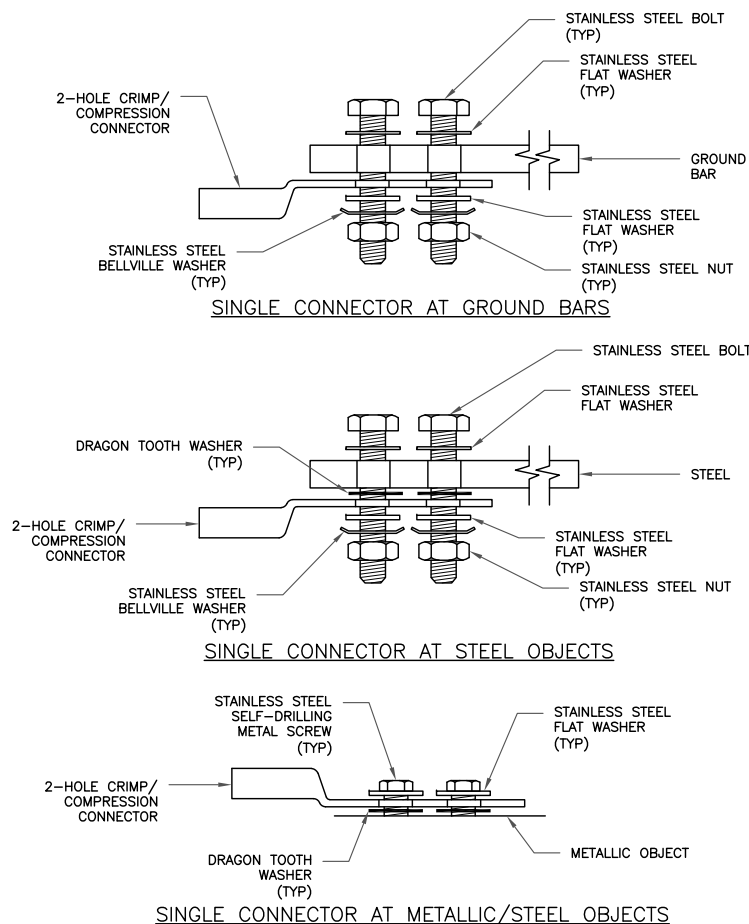 STAINLESS STEEL BOLT
(TYP)
STAINLESS STEEL
FLAT WASHER
(TYP)
2-HOLE CRIMP/
COMPRESSION
CONNECTOR
GROUND
BAR
STAINLESS STEEL
FLAT WASHER
(TYP)
STAINLESS STEEL
BELLVILLE WASHER
(TYP)
STAINLESS STEEL NUT
(TYP)
SINGLE CONNECTOR AT GROUND BARS
STAINLESS STEEL BOLT
STAINLESS STEEL
FLAT WASHER
DRAGON TOOTH WASHER
(TYP)
STEEL
2-HOLE CRIMP/
COMPRESSION
CONNECTOR
STAINLESS STEEL
FLAT WASHER
(TYP)
STAINLESS STEEL
BELLVILLE WASHER
(TYP)
STAINLESS STEEL NUT
(TYP)
SINGLE CONNECTOR AT STEEL OBJECTS
STAINLESS STEEL
SELF-DRILLING
METAL SCREW
(TYP)
STAINLESS STEEL
FLAT WASHER
(TYP)
2-HOLE CRIMP/
COMPRESSION
CONNECTOR
DRAGON TOOTH
WASHER
(TYP)
METALLIC OBJECT
SINGLE CONNECTOR AT METALLIC/STEEL OBJECTS